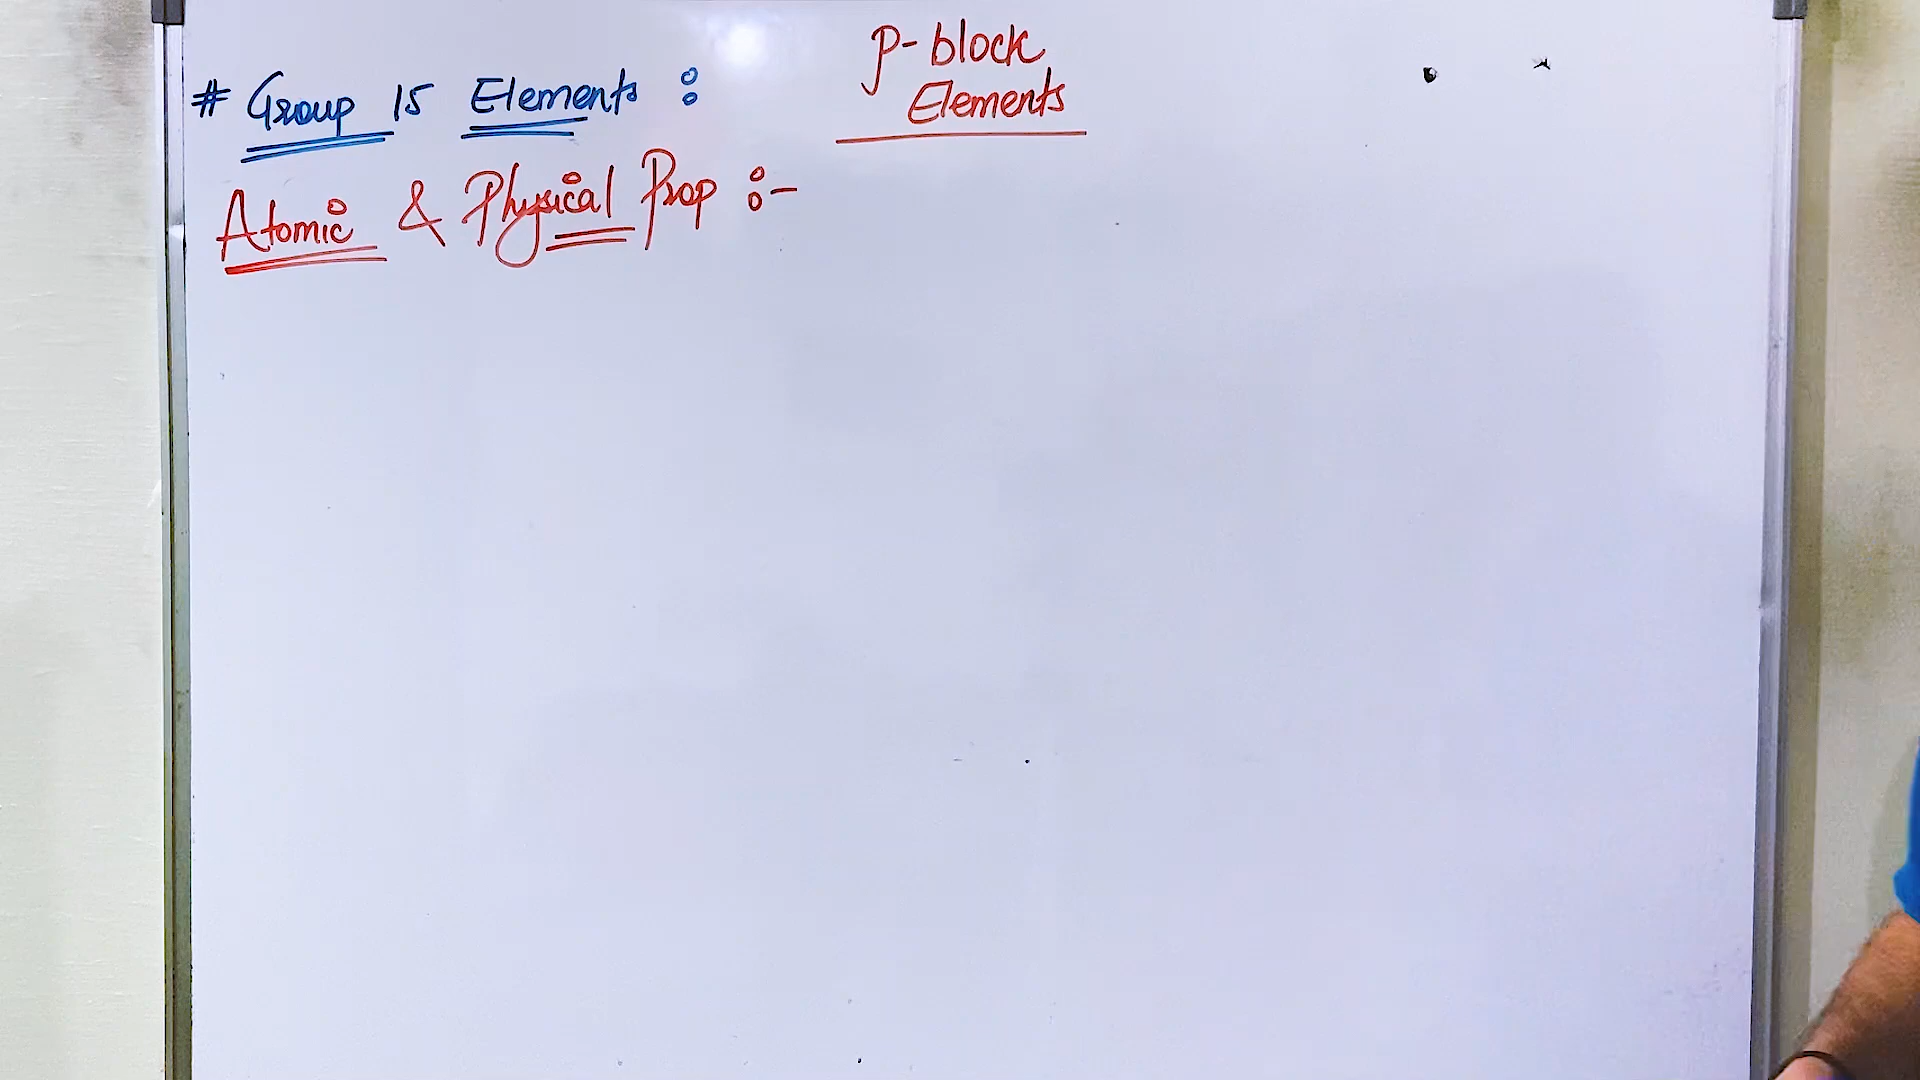 p-block
Elements
# Group 15 Elements :
Atomic & Physical Prop :-